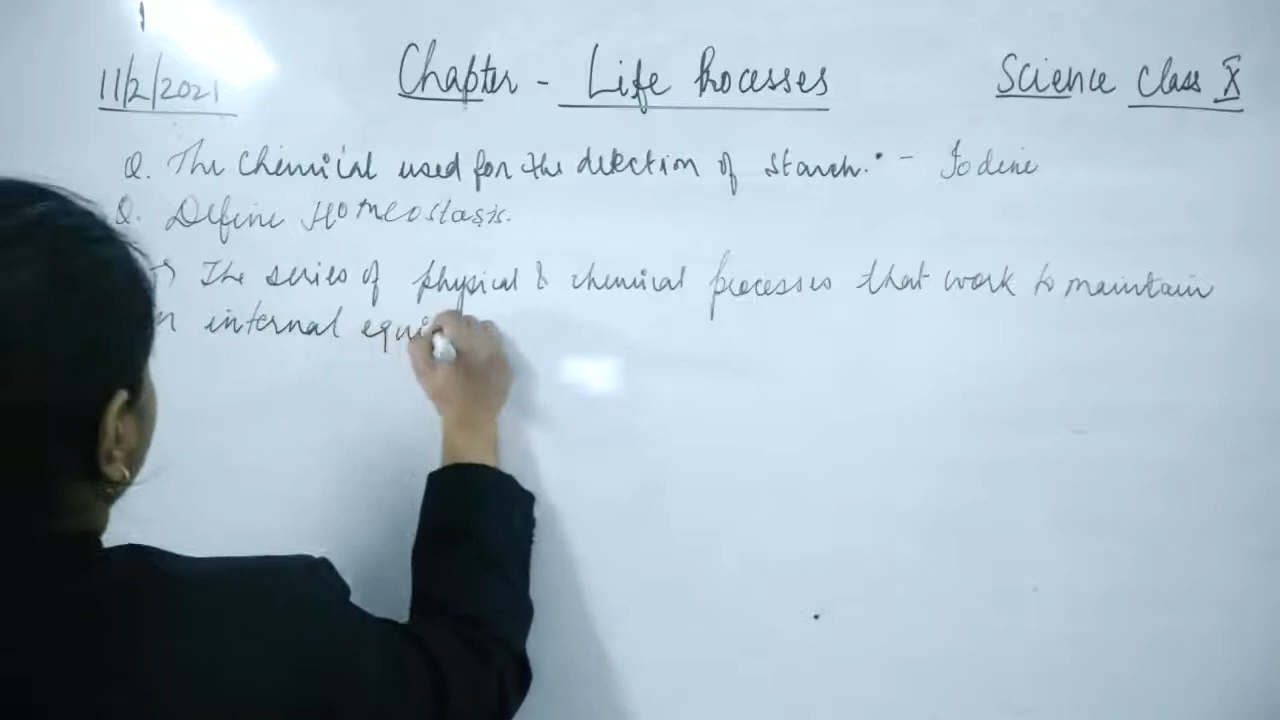 11/2/2021 Chapter - Life Processes Science Class X
Q. The Chemical used for the detection of starch. - Iodine
Q. Define Homeostasis.
→ The series of physical & chemical processes that work to maintain
internal equi